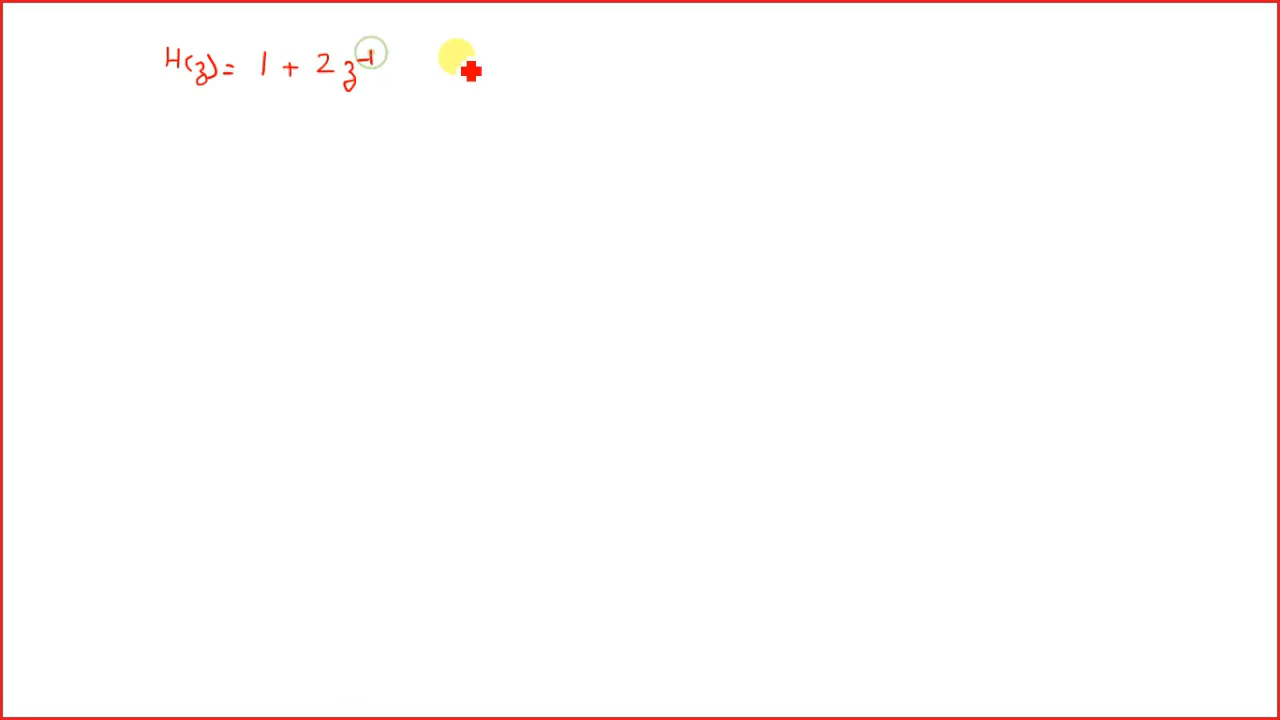 H(z) = 1 + 2 z⁻¹